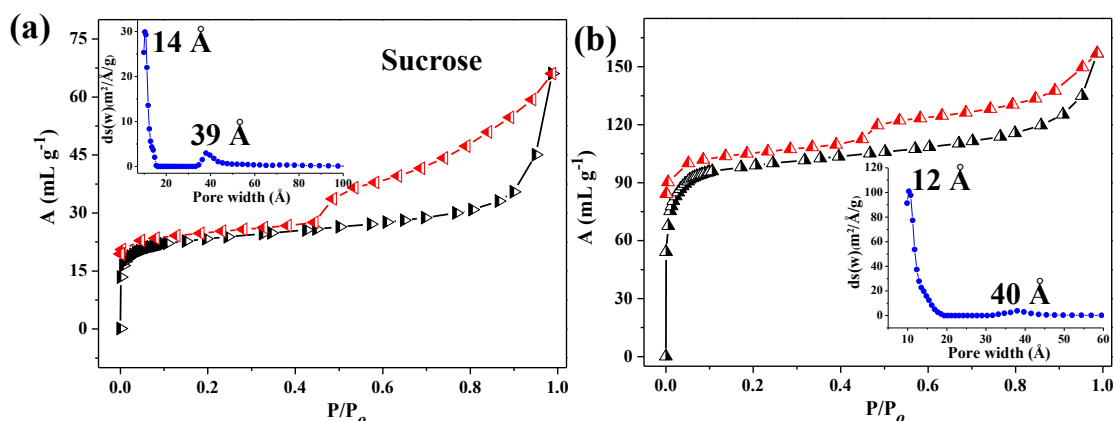 (a)
Sucrose
A (mL g⁻¹)
75
60
45
30
15
0
0.0 0.2 0.4 0.6 0.8 1.0
P/Pₒ
14 Å
39 Å
ds(w)(m²/Å/g)
30
20
10
0
20 40 60 80 100
Pore width (Å)
(b)
A (mL g⁻¹)
150
120
90
60
30
0
0.0 0.2 0.4 0.6 0.8 1.0
P/Pₒ
12 Å
40 Å
ds(w)(m²/Å/g)
100
80
60
40
20
0
0 10 20 30 40 50 60
Pore width (Å)